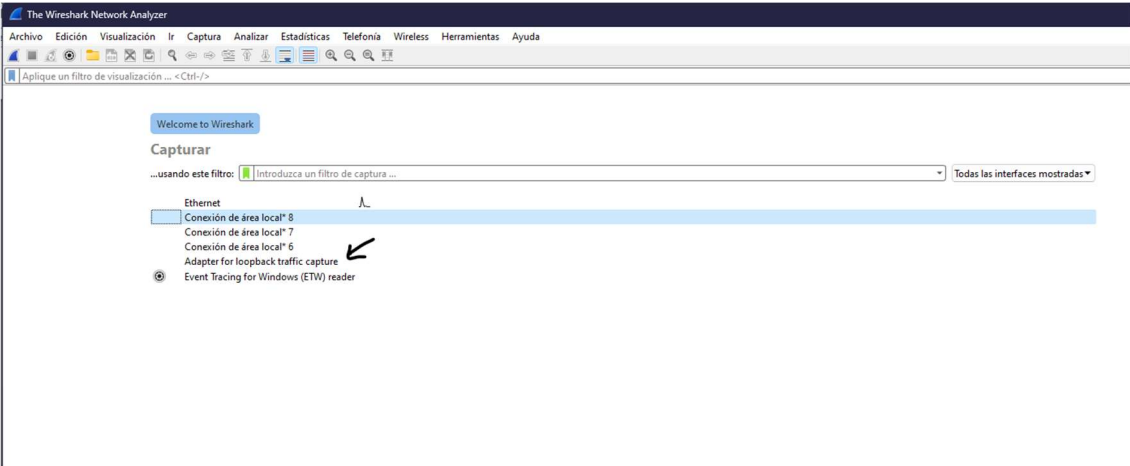 The Wireshark Network Analyzer
Archivo Edición Visualización Ir Captura Analizar Estadísticas Telefonía Wireless Herramientas Ayuda
Aplique un filtro de visualización ... <Ctrl-/>
Welcome to Wireshark
Capturar
...usando este filtro: Introduzca un filtro de captura ... Todas las interfaces mostradas
Ethernet
Conexión de área local* 8
Conexión de área local* 7
Conexión de área local* 6
Adapter for loopback traffic capture
Event Tracing for Windows (ETW) reader